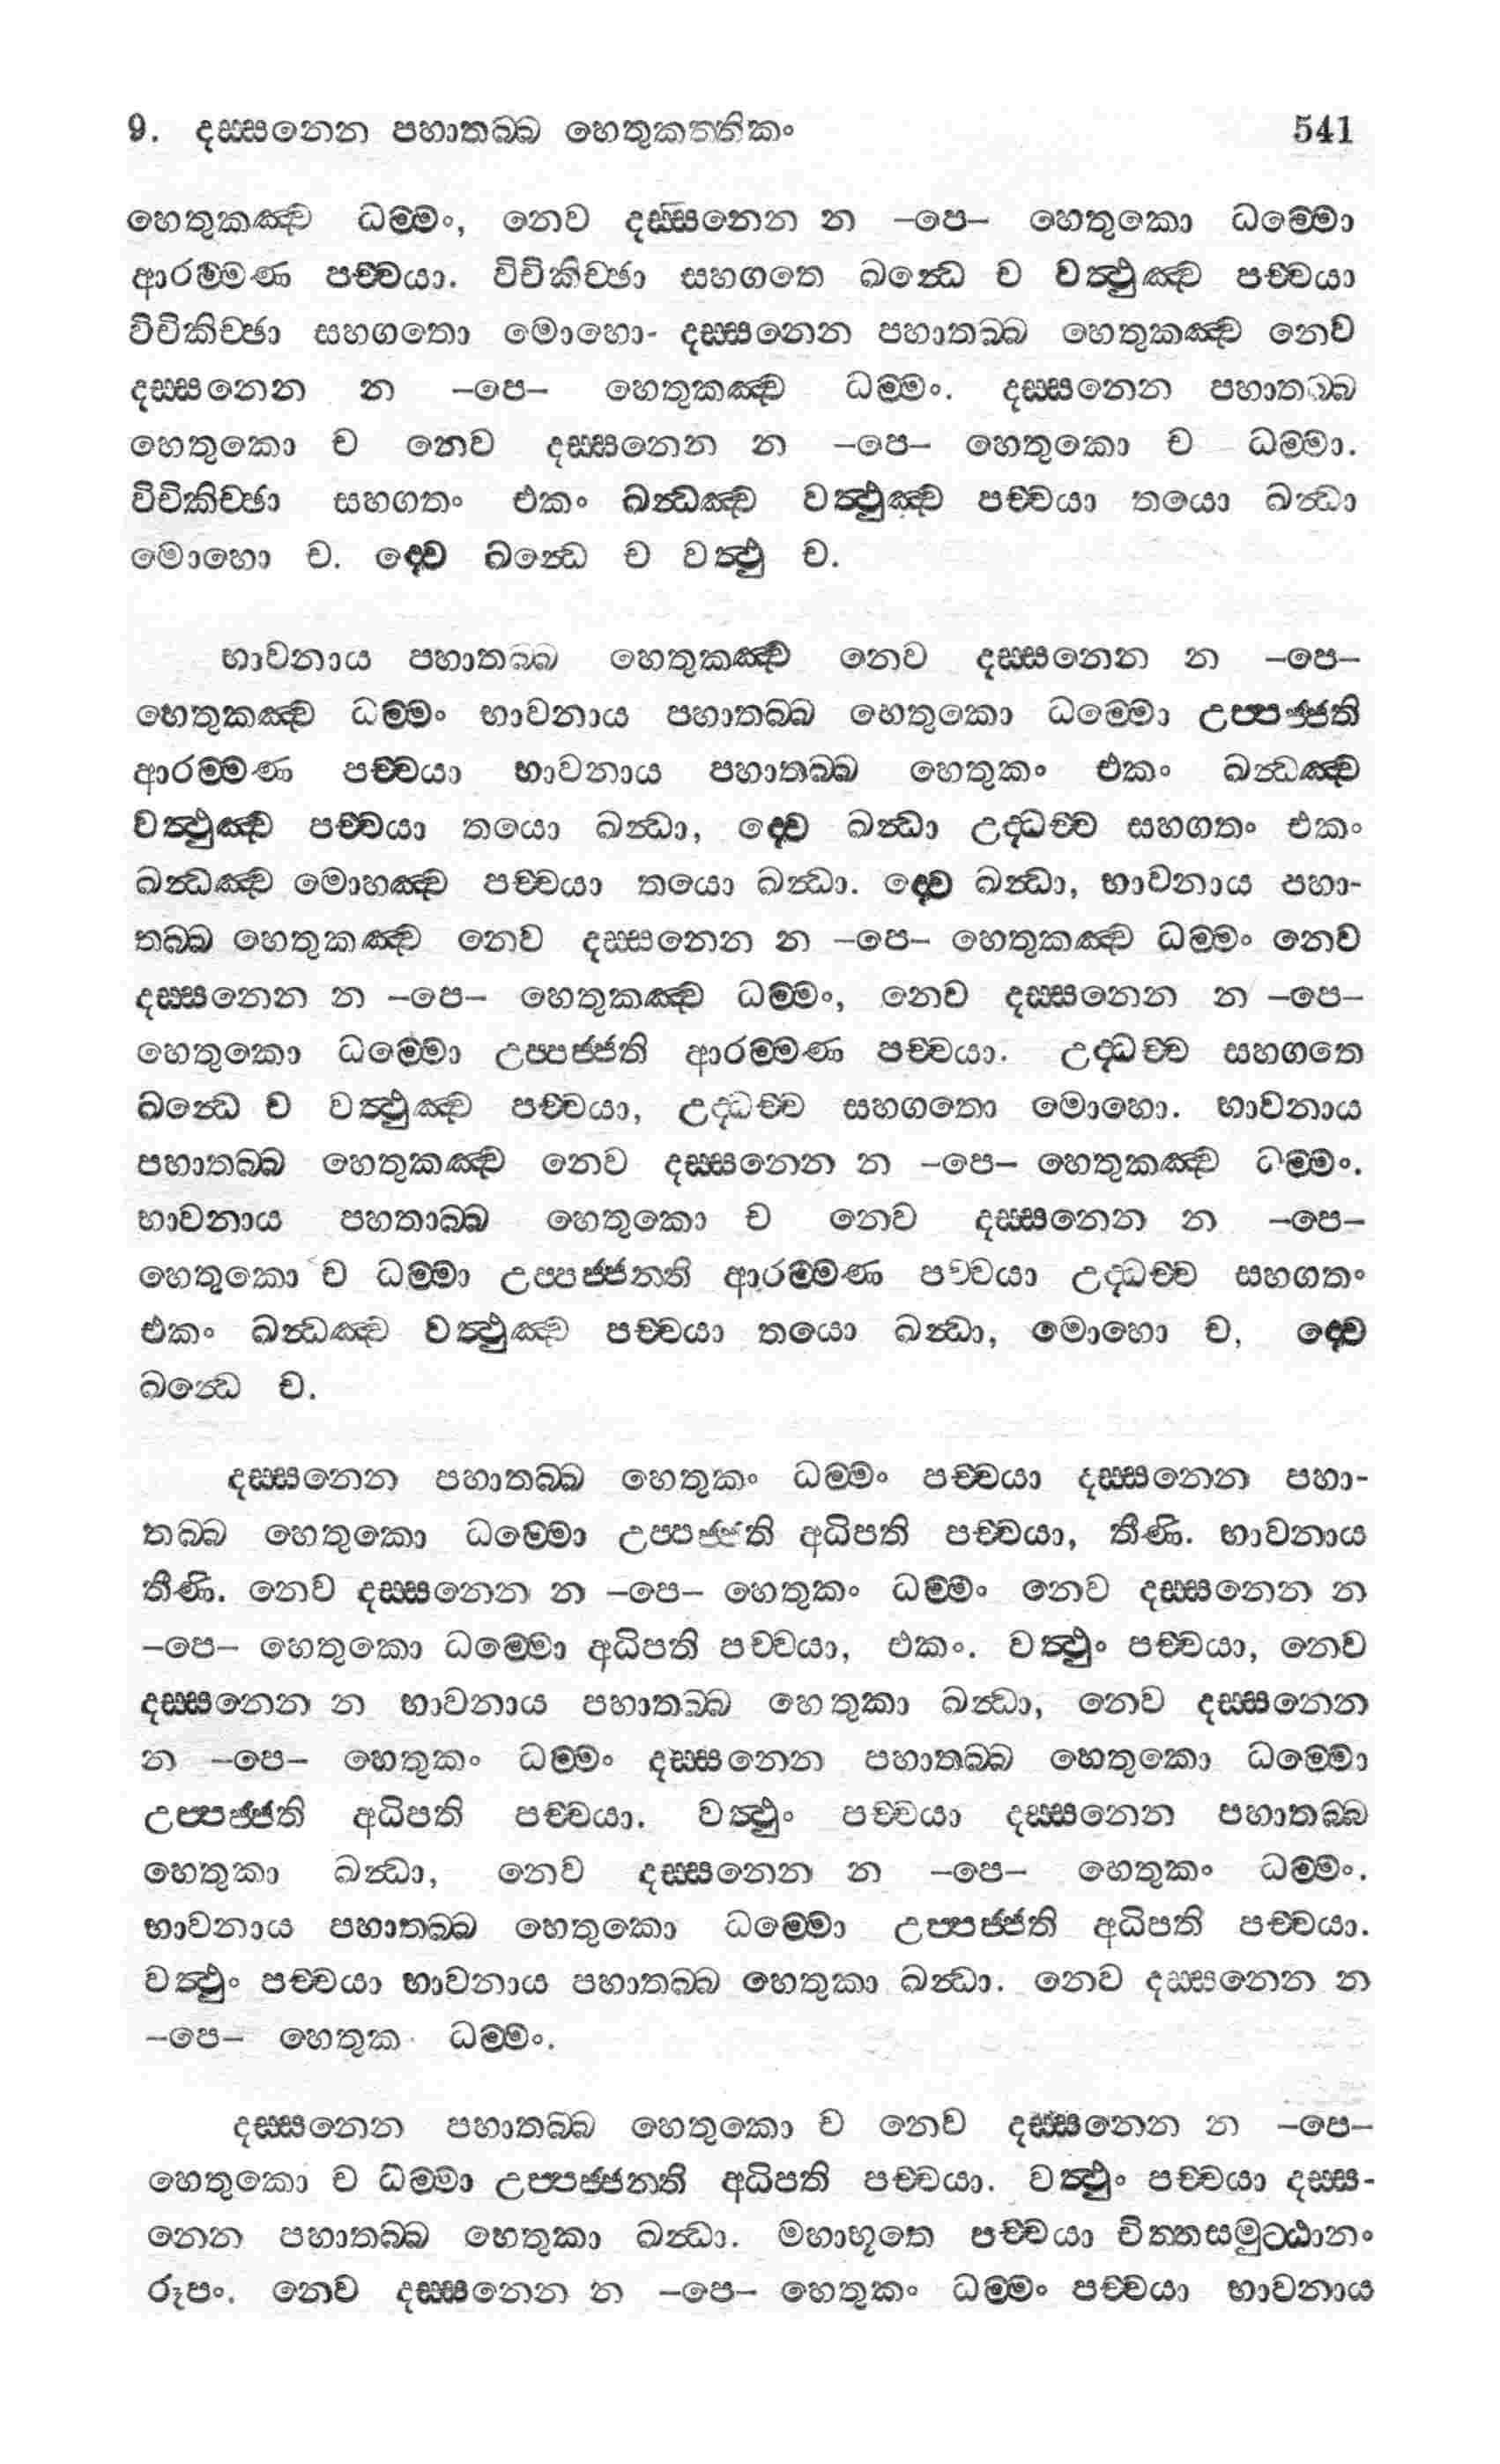 9. දස්සනෙන පහාතබ්බ හෙතුකත්තිකං 541
හෙතුකඤ්ච ධම්මං, නෙව දස්සනෙන න –පෙ– හෙතුකො ධම්මො
ආරම්මණ පච්චයා. විචිකිච්ඡා සහගතෙ ඛන්ධෙ ච වත්ථුඤ්ච පච්චයා
විචිකිච්ඡා සහගතො මොහො- දස්සනෙන පහාතබ්බ හෙතුකඤ්ච නෙව
දස්සනෙන න –පෙ– හෙතුකඤ්ච ධම්මං. දස්සනෙන පහාතබ්බ
හෙතුකො ච නෙව දස්සනෙන න –පෙ– හෙතුකො ච ධම්මා.
විචිකිච්ඡා සහගතං එකං ඛන්ධඤ්ච වත්ථුඤ්ච පච්චයා තයො ඛන්ධා
මොහො ච. ද්වෙ ඛන්ධෙ ච වත්ථු ච.
භාවනාය පහාතබ්බ හෙතුකඤ්ච නෙව දස්සනෙන න –පෙ–
හෙතුකඤ්ච ධම්මං භාවනාය පහාතබ්බ හෙතුකො ධම්මො උප්පජ්ජති
ආරම්මණ පච්චයා භාවනාය පහාතබ්බ හෙතුකං එකං ඛන්ධඤ්ච
වත්ථුඤ්ච පච්චයා තයො ඛන්ධා, ද්වෙ ඛන්ධා උද්ධච්ච සහගතං එකං
ඛන්ධඤ්ච මොහඤ්ච පච්චයා තයො ඛන්ධා. ද්වෙ ඛන්ධා, භාවනාය පහා-
තබ්බ හෙතුකඤ්ච නෙව දස්සනෙන න –පෙ– හෙතුකඤ්ච ධම්මං නෙව
දස්සනෙන න –පෙ– හෙතුකඤ්ච ධම්මං, නෙව දස්සනෙන න –පෙ–
හෙතුකො ධම්මො උප්පජ්ජති ආරම්මණ පච්චයා. උද්ධච්ච සහගතෙ
ඛන්ධෙ ච වත්ථුඤ්ච පච්චයා, උද්ධච්ච සහගතො මොහො. භාවනාය
පහාතබ්බ හෙතුකඤ්ච නෙව දස්සනෙන න –පෙ– හෙතුකඤ්ච ධම්මං.
භාවනාය පහතාබ්බ හෙතුකො ච නෙව දස්සනෙන න –පෙ–
හෙතුකො ච ධම්මා උප්පජ්ජන්ති ආරම්මණ පච්චයා උද්ධච්ච සහගතං
එකං ඛන්ධඤ්ච වත්ථුඤ්ච පච්චයා තයො ඛන්ධා, මොහො ච, ද්වෙ
ඛන්ධෙ ච.
දස්සනෙන පහාතබ්බ හෙතුකං ධම්මං පච්චයා දස්සනෙන පහා-
තබ්බ හෙතුකො ධම්මො උප්පජ්ජති අධිපති පච්චයා, තීණි. භාවනාය
තීණි. නෙව දස්සනෙන න –පෙ– හෙතුකං ධම්මං නෙව දස්සනෙන න
–පෙ– හෙතුකො ධම්මො අධිපති පච්චයා, එකං. වත්ථුං පච්චයා, නෙව
දස්සනෙන න භාවනාය පහාතබ්බ හෙතුකා ඛන්ධා, නෙව දස්සනෙන
න –පෙ– හෙතුකං ධම්මං දස්සනෙන පහාතබ්බ හෙතුකො ධම්මො
උප්පජ්ජති අධිපති පච්චයා. වත්ථුං පච්චයා දස්සනෙන පහාතබ්බ
හෙතුකා ඛන්ධා, නෙව දස්සනෙන න –පෙ– හෙතුකං ධම්මං.
භාවනාය පහාතබ්බ හෙතුකො ධම්මො උප්පජ්ජති අධිපති පච්චයා.
වත්ථුං පච්චයා භාවනාය පහාතබ්බ හෙතුකා ඛන්ධා. නෙව දස්සනෙන න
–පෙ– හෙතුක ධම්මං.
දස්සනෙන පහාතබ්බ හෙතුකො ච නෙව දස්සනෙන න –පෙ–
හෙතුකො ච ධම්මා උප්පජ්ජන්ති අධිපති පච්චයා. වත්ථුං පච්චයා දස්ස-
නෙන පහාතබ්බ හෙතුකා ඛන්ධා. මහාභූතෙ පච්චයා චිත්තසමුට්ඨානං
රූපං. නෙව දස්සනෙන න –පෙ– හෙතුකං ධම්මං පච්චයා භාවනාය